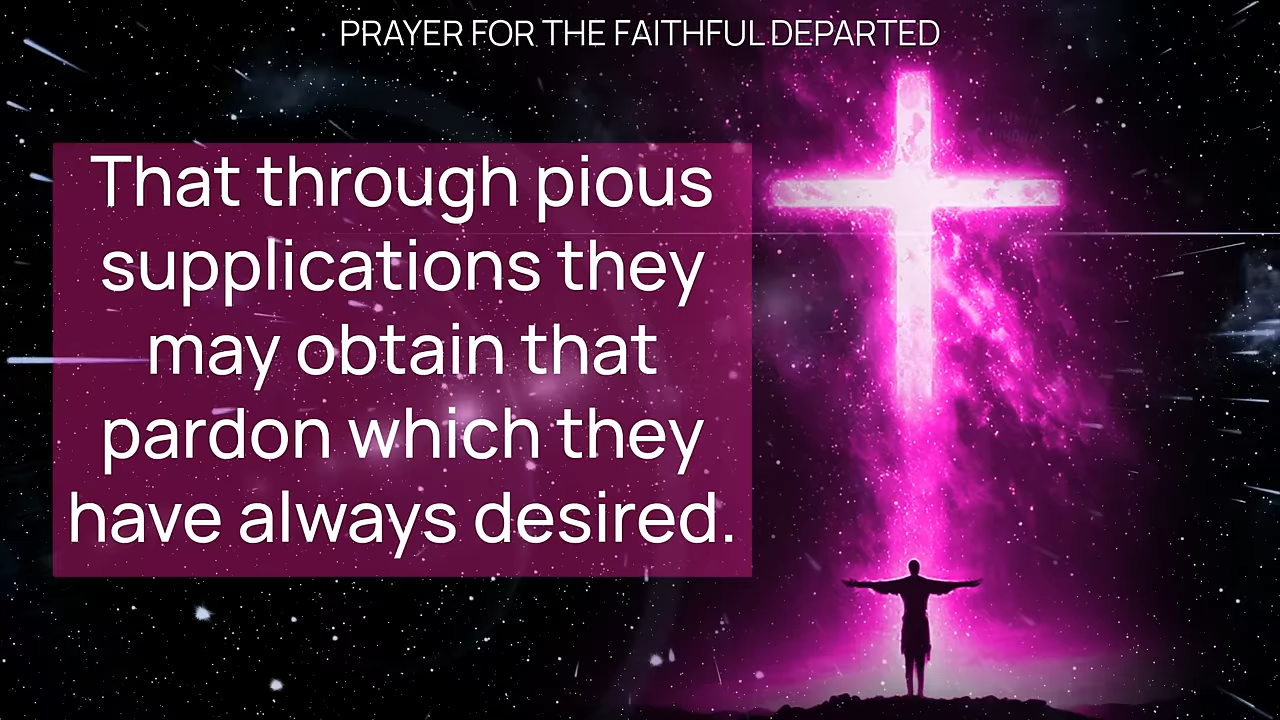 PRAYER FOR THE FAITHFUL DEPARTED
That through pious
supplications they
may obtain that
pardon which they
have always desired.